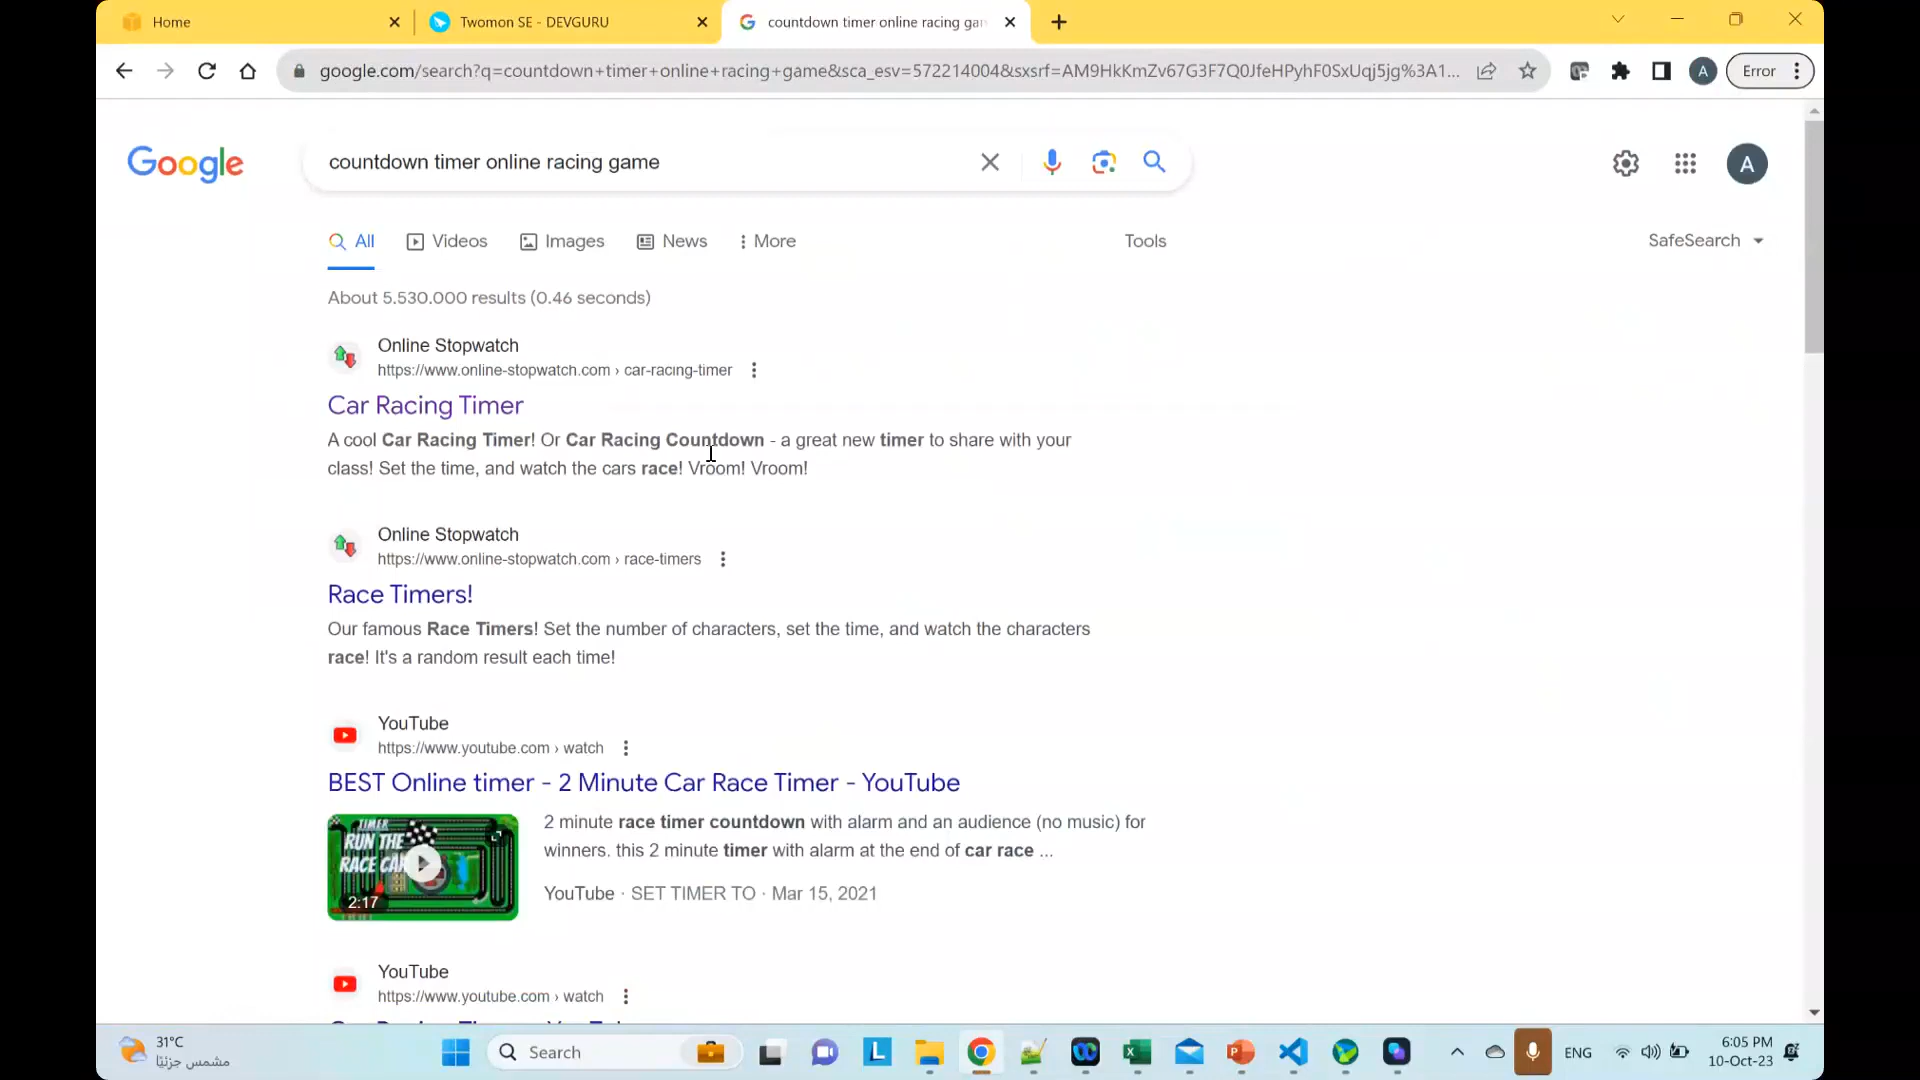 Home
Twomon SE - DEVGURU
countdown timer online racing gam
google.com/search?q=countdown+timer+online+racing+game&sca_esv=572214004&sxsrf=AM9HkKmZv67G3F7Q0JfeHPyhF0SxUqj5jg%3A1...
A
Error
Google
countdown timer online racing game
A
All
Videos
Images
News
More
Tools
SafeSearch
About 5.530.000 results (0.46 seconds)
Online Stopwatch
https://www.online-stopwatch.com › car-racing-timer
Car Racing Timer
A cool Car Racing Timer! Or Car Racing Countdown - a great new timer to share with your
class! Set the time, and watch the cars race! Vroom! Vroom!
Online Stopwatch
https://www.online-stopwatch.com › race-timers
Race Timers!
Our famous Race Timers! Set the number of characters, set the time, and watch the characters
race! It's a random result each time!
YouTube
https://www.youtube.com › watch
BEST Online timer - 2 Minute Car Race Timer - YouTube
TIMER
RUN THE
RACE CAR
2:17
2 minute race timer countdown with alarm and an audience (no music) for
winners. this 2 minute timer with alarm at the end of car race ...
YouTube · SET TIMER TO · Mar 15, 2021
YouTube
https://www.youtube.com › watch
31°C
مشمس جزئيًا
Search
L
ENG
6:05 PM
10-Oct-23